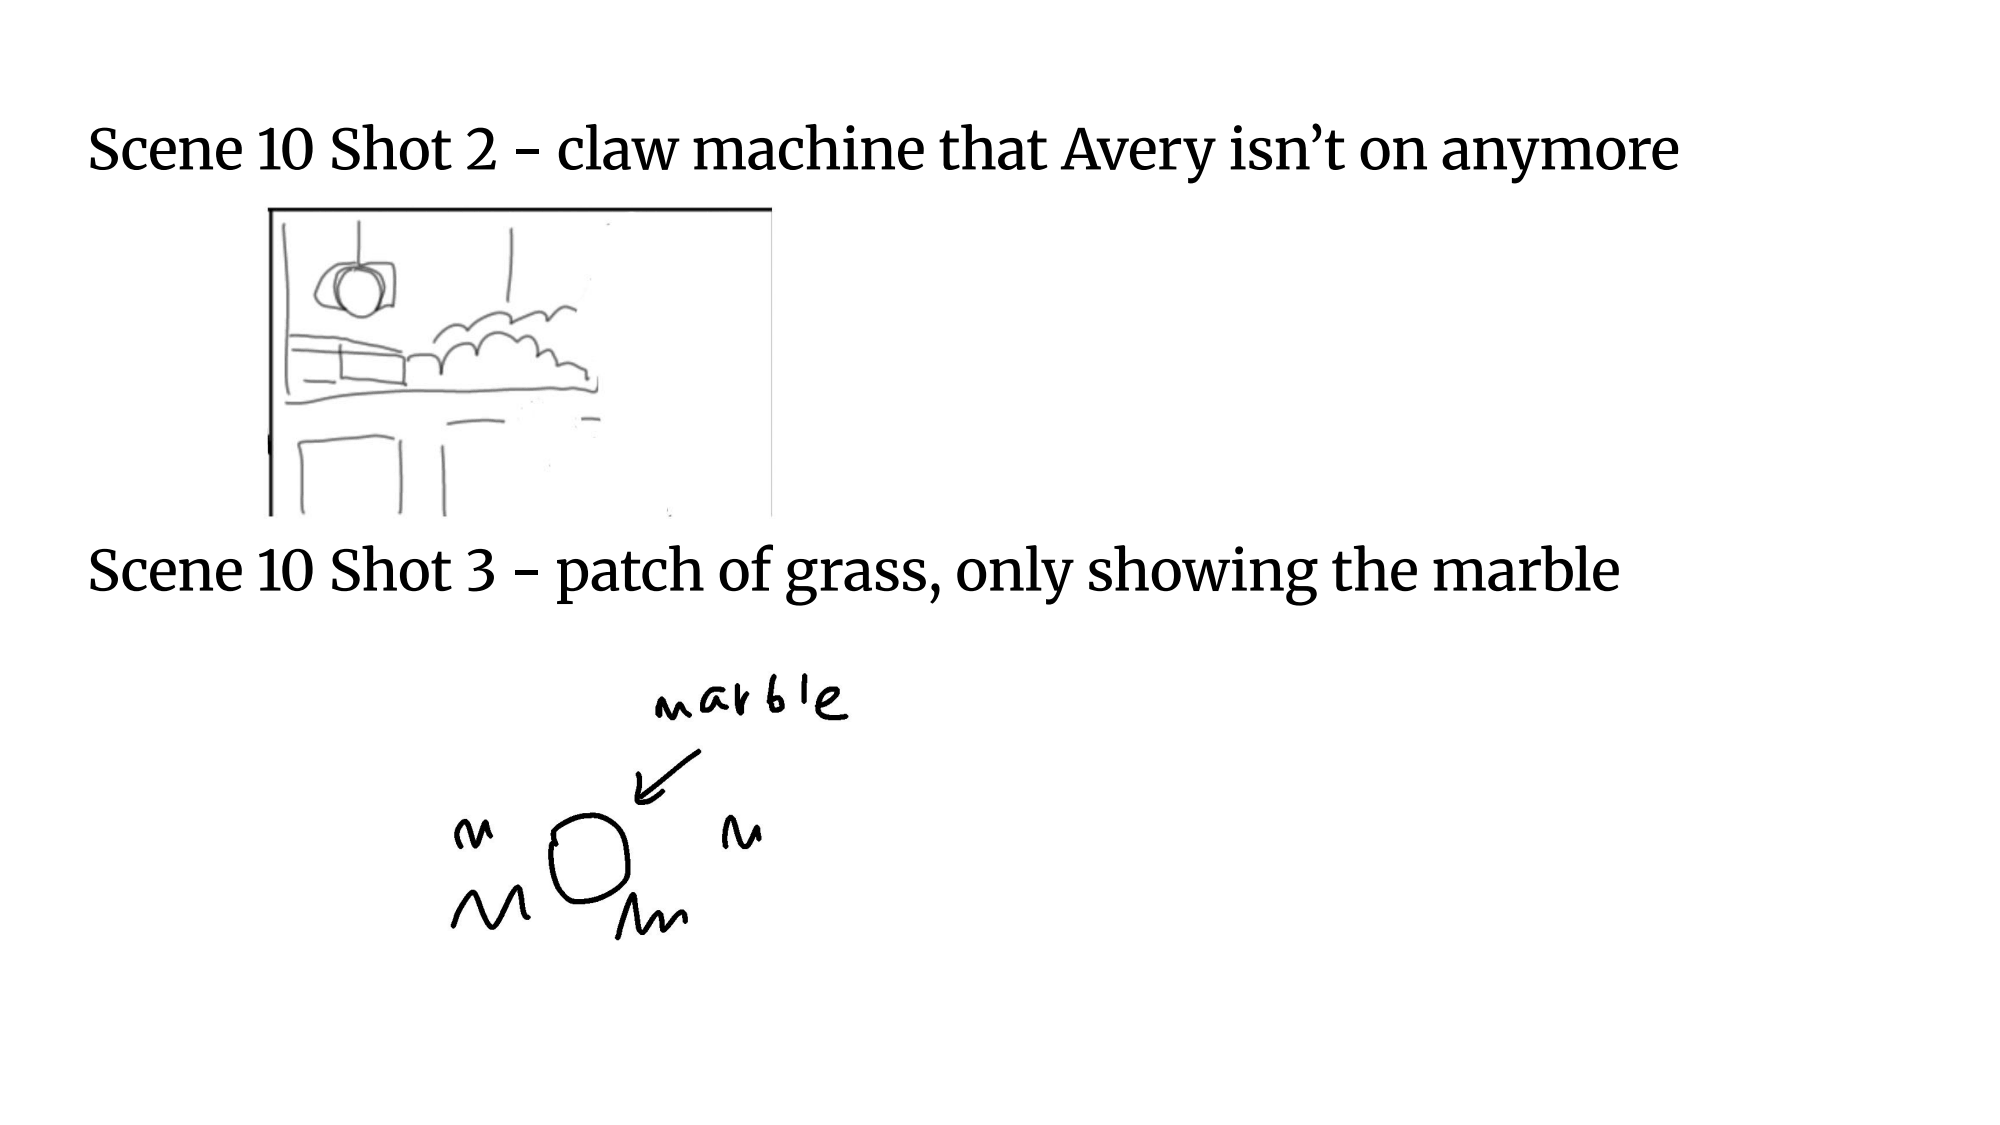 Scene 10 Shot 2 - claw machine that Avery isn’t on anymore
Scene 10 Shot 3 - patch of grass, only showing the marble
marble